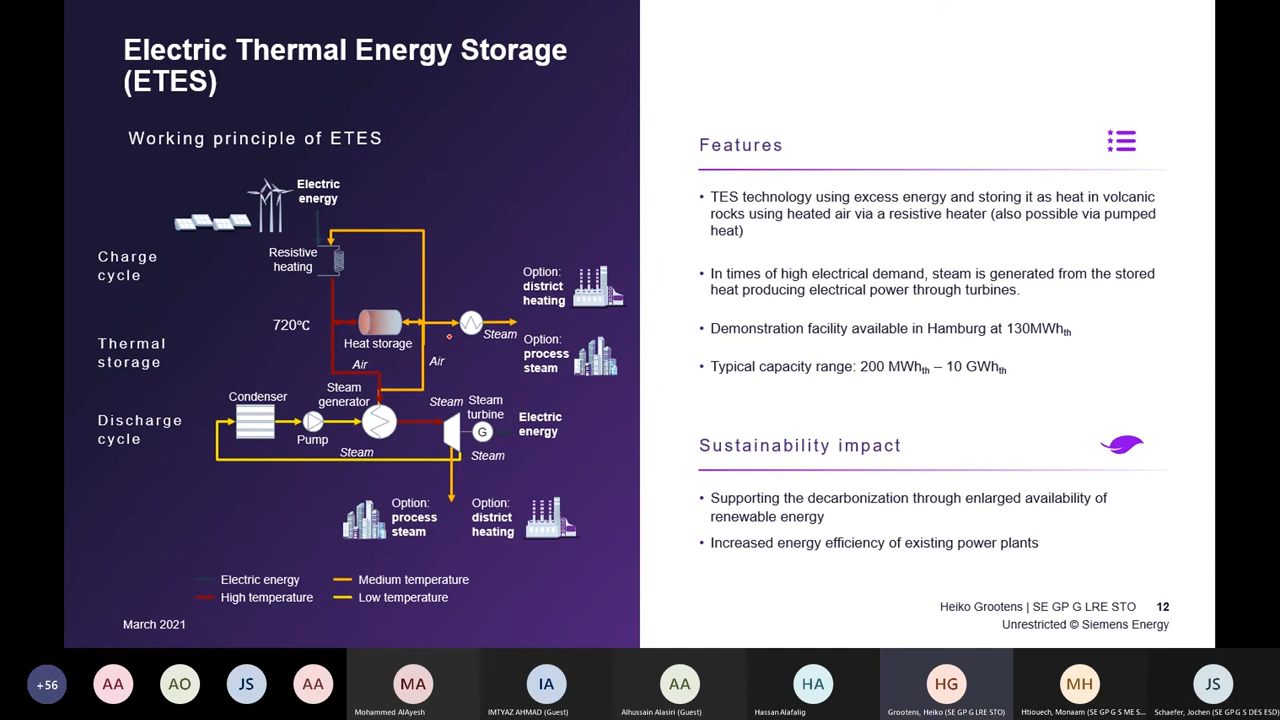 Electric Thermal Energy Storage
(ETES)
Working principle of ETES
Electric
energy
Charge
cycle
Resistive
heating
Option:
district
heating
720℃
Heat storage
Steam
Option:
process
steam
Thermal
storage
Air
Air
Steam
generator
Condenser
Steam
Steam
turbine
Discharge
cycle
Pump
G
Electric
energy
Steam
Steam
Option:
process
steam
Option:
district
heating
Electric energy
Medium temperature
High temperature
Low temperature
March 2021
Features
• TES technology using excess energy and storing it as heat in volcanic
rocks using heated air via a resistive heater (also possible via pumped
heat)
• In times of high electrical demand, steam is generated from the stored
heat producing electrical power through turbines.
• Demonstration facility available in Hamburg at 130MWhth
• Typical capacity range: 200 MWhth – 10 GWhth
Sustainability impact
• Supporting the decarbonization through enlarged availability of
renewable energy
• Increased energy efficiency of existing power plants
Heiko Grootens | SE GP G LRE STO 12
Unrestricted © Siemens Energy
+56
AA
AO
JS
AA
MA
Mohammed AlAyesh
IA
IMTYAZ AHMAD (Guest)
AA
Alhussain Alasiri (Guest)
HA
Hassan Alafalig
HG
Grootens, Heiko (SE GP G LRE STO)
MH
Htiouech, Monaam (SE GP G S ME S...
JS
Schaefer, Jochen (SE GP G S DES ESD)